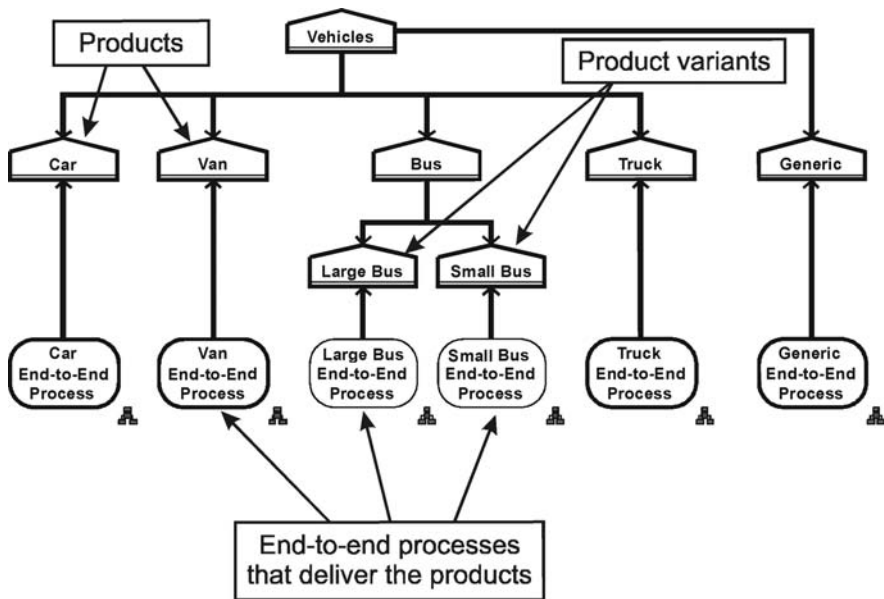 Vehicles
Products
Product variants
Car
Van
Bus
Truck
Generic
Large Bus
Small Bus
Car
End-to-End
Process
Van
End-to-End
Process
Large Bus
End-to-End
Process
Small Bus
End-to-End
Process
Truck
End-to-End
Process
Generic
End-to-End
Process
End-to-end processes
that deliver the products